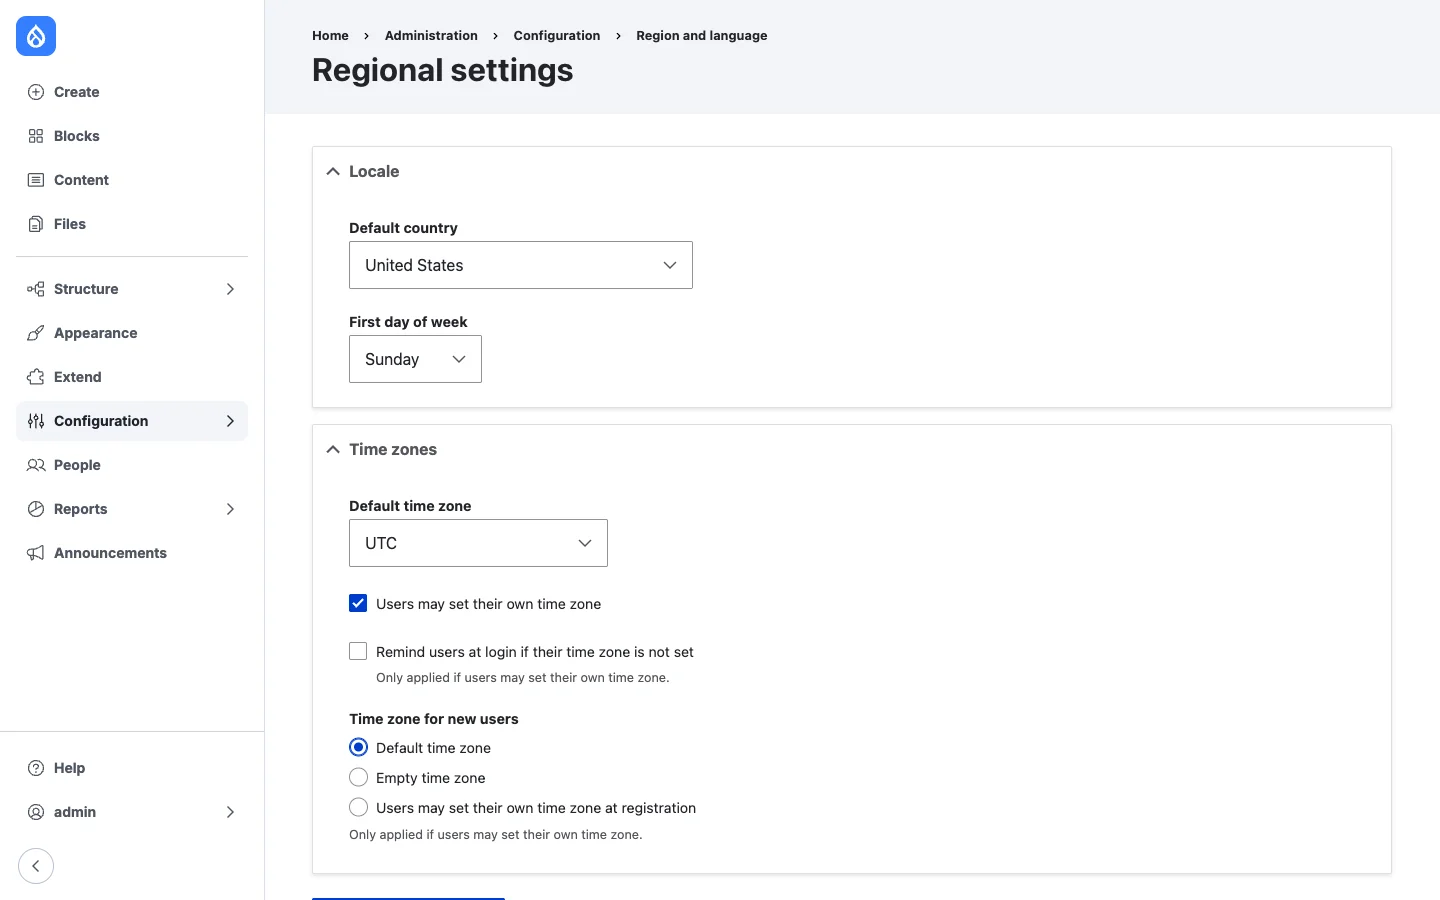 Home
Administration
Configuration
Region and language
Regional settings
Create
Blocks
Content
Files
Structure
Appearance
Extend
Configuration
People
Reports
Announcements
Help
admin
Locale
Default country
United States
First day of week
Sunday
Time zones
Default time zone
UTC
Users may set their own time zone
Remind users at login if their time zone is not set
Only applied if users may set their own time zone.
Time zone for new users
Default time zone
Empty time zone
Users may set their own time zone at registration
Only applied if users may set their own time zone.